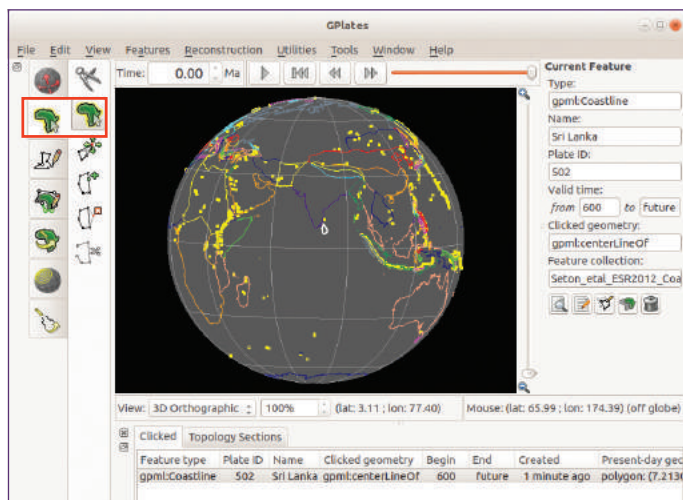 GPlates
File Edit View Features Reconstruction Utilities Tools Window Help
Time: 0.00 Ma
Current Feature
Type:
gpml:Coastline
Name:
Sri Lanka
Plate ID:
502
Valid time:
from 600 to future
Clicked geometry:
gpml:centerLineOf
Feature collection:
Seton_etal_ESR2012_Coa
View: 3D Orthographic 100% (lat: 3.11 ; lon: 77.40) Mouse: (lat: 65.99 ; lon: 174.39) (off globe)
Clicked Topology Sections
Feature type Plate ID Name Clicked geometry Begin End Created Present-day geo
gpml:Coastline 502 Sri Lanka gpml:centerLineOf 600 future 1 minute ago polygon: (7.2136